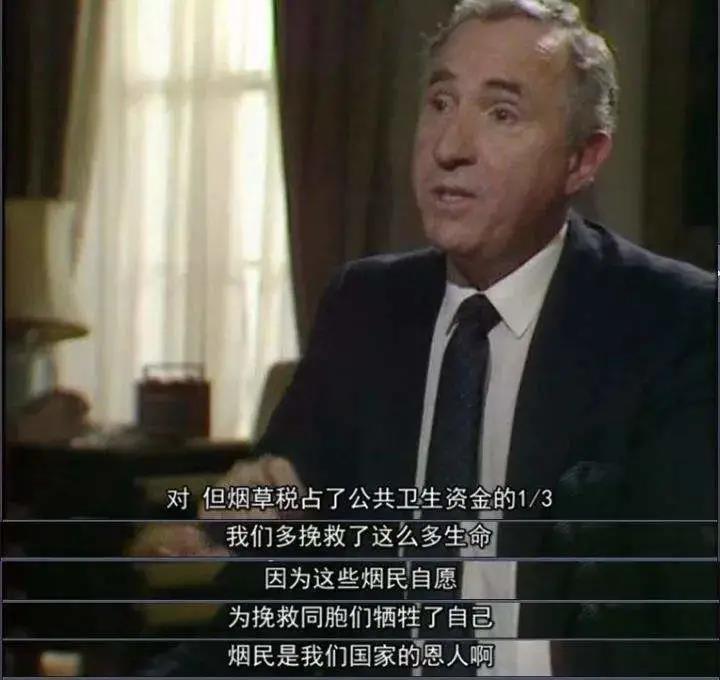 对 但烟草税占了公共卫生资金的1/3
我们多挽救了这么多生命
因为这些烟民自愿
为挽救同胞们牺牲了自己
烟民是我们国家的恩人啊